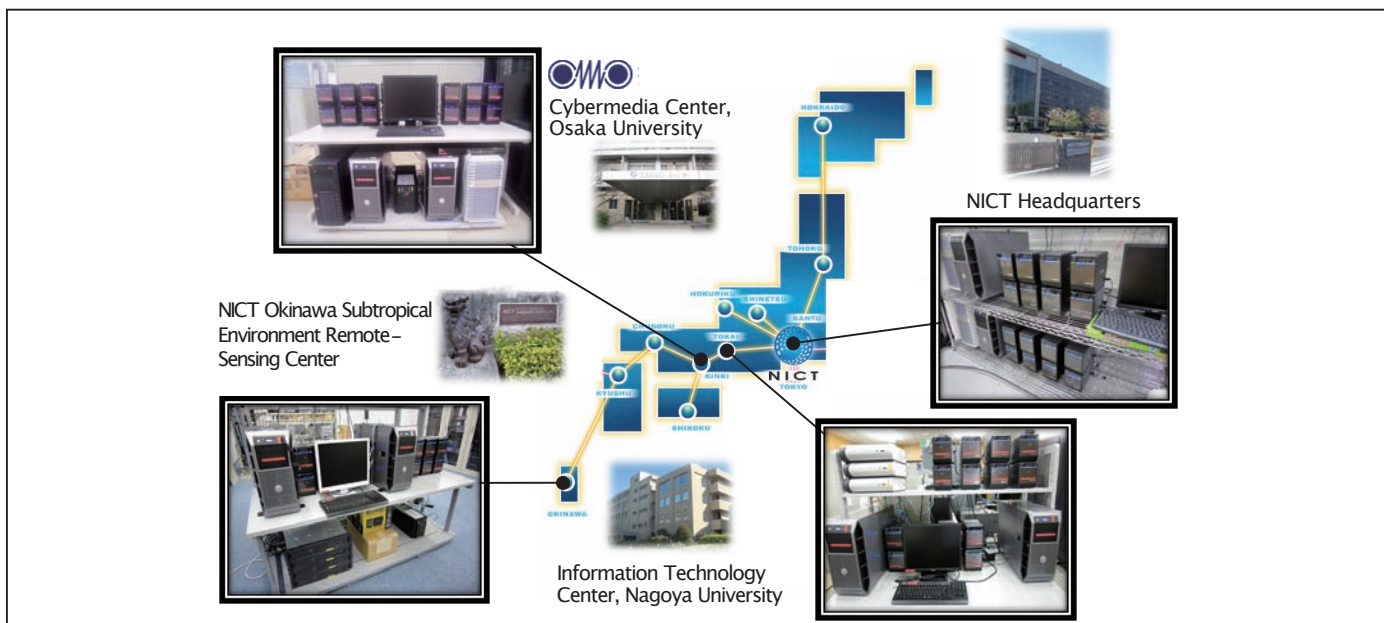 Cybermedia Center,
Osaka University
NICT Headquarters
HOKKAIDO
TOHOKU
HOKURIKU
SHINETSU
KANTO
CHUGOKU
TOKAI
KINKI
NICT
TOKYO
KYUSHU
SHIKOKU
OKINAWA
NICT Okinawa Subtropical
Environment Remote–
Sensing Center
Information Technology
Center, Nagoya University